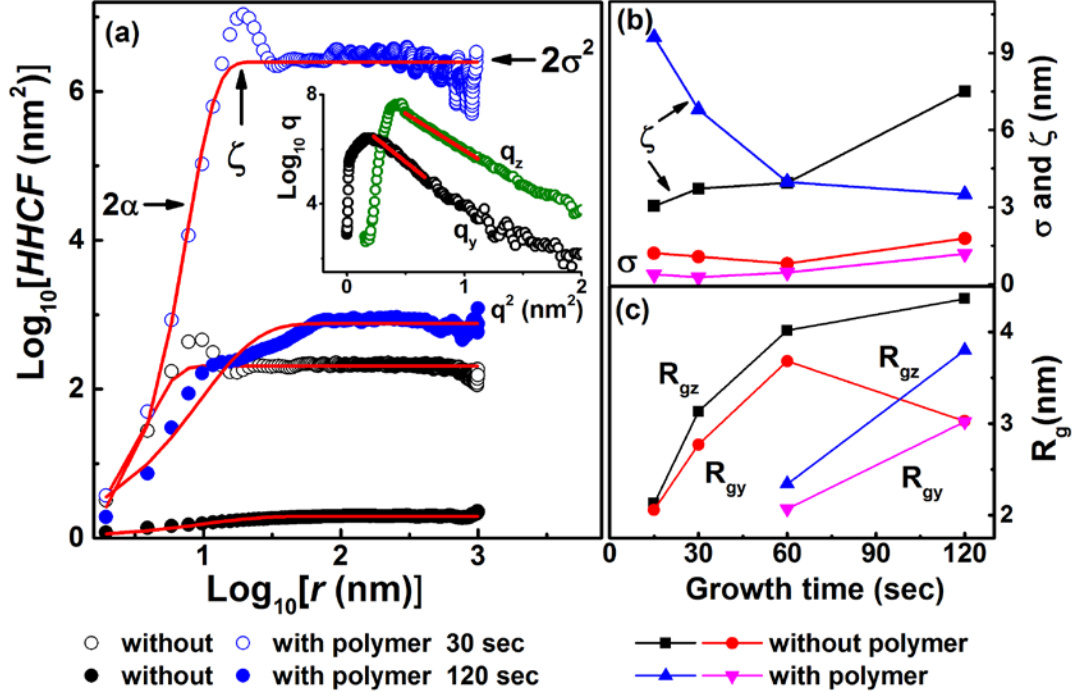 (a)
Log₁₀[HHCF (nm²)]
6
4
2
0
2σ²
ζ
2α
Log₁₀ q
8
4
q_z
q_y
0
1
2
q² (nm²)
1
2
3
Log₁₀[r (nm)]
without
with polymer 30 sec
without
with polymer 120 sec
(b)
ζ
σ
9
6
3
0
σ and ζ (nm)
(c)
R_gz
R_gy
R_gz
R_gy
4
3
2
R_g(nm)
0
30
60
90
120
Growth time (sec)
without polymer
with polymer